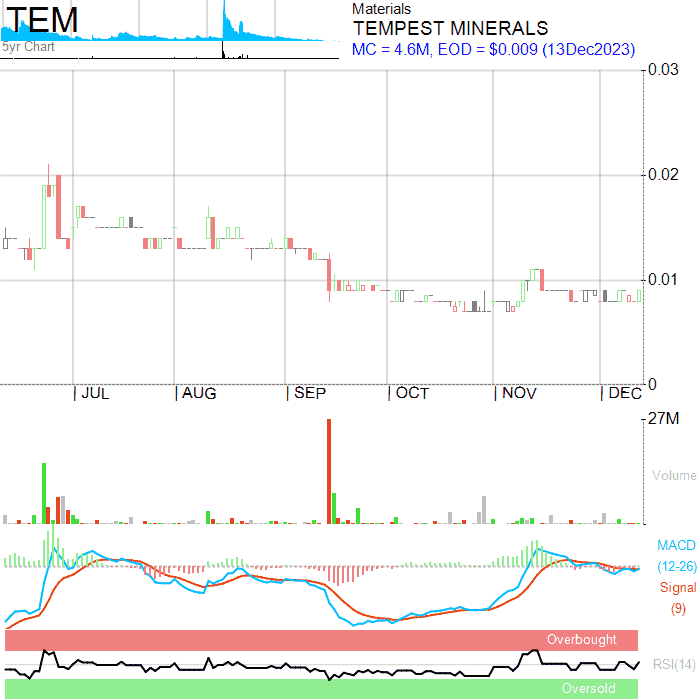 TEM
5yr Chart
Materials
TEMPEST MINERALS
MC = 4.6M, EOD = $0.009 (13Dec2023)
0.03
0.02
0.01
0
| JUL | AUG | SEP | OCT | NOV | DEC
27M
Volume
MACD
(12-26)
Signal
(9)
Overbought
RSI(14)
Oversold